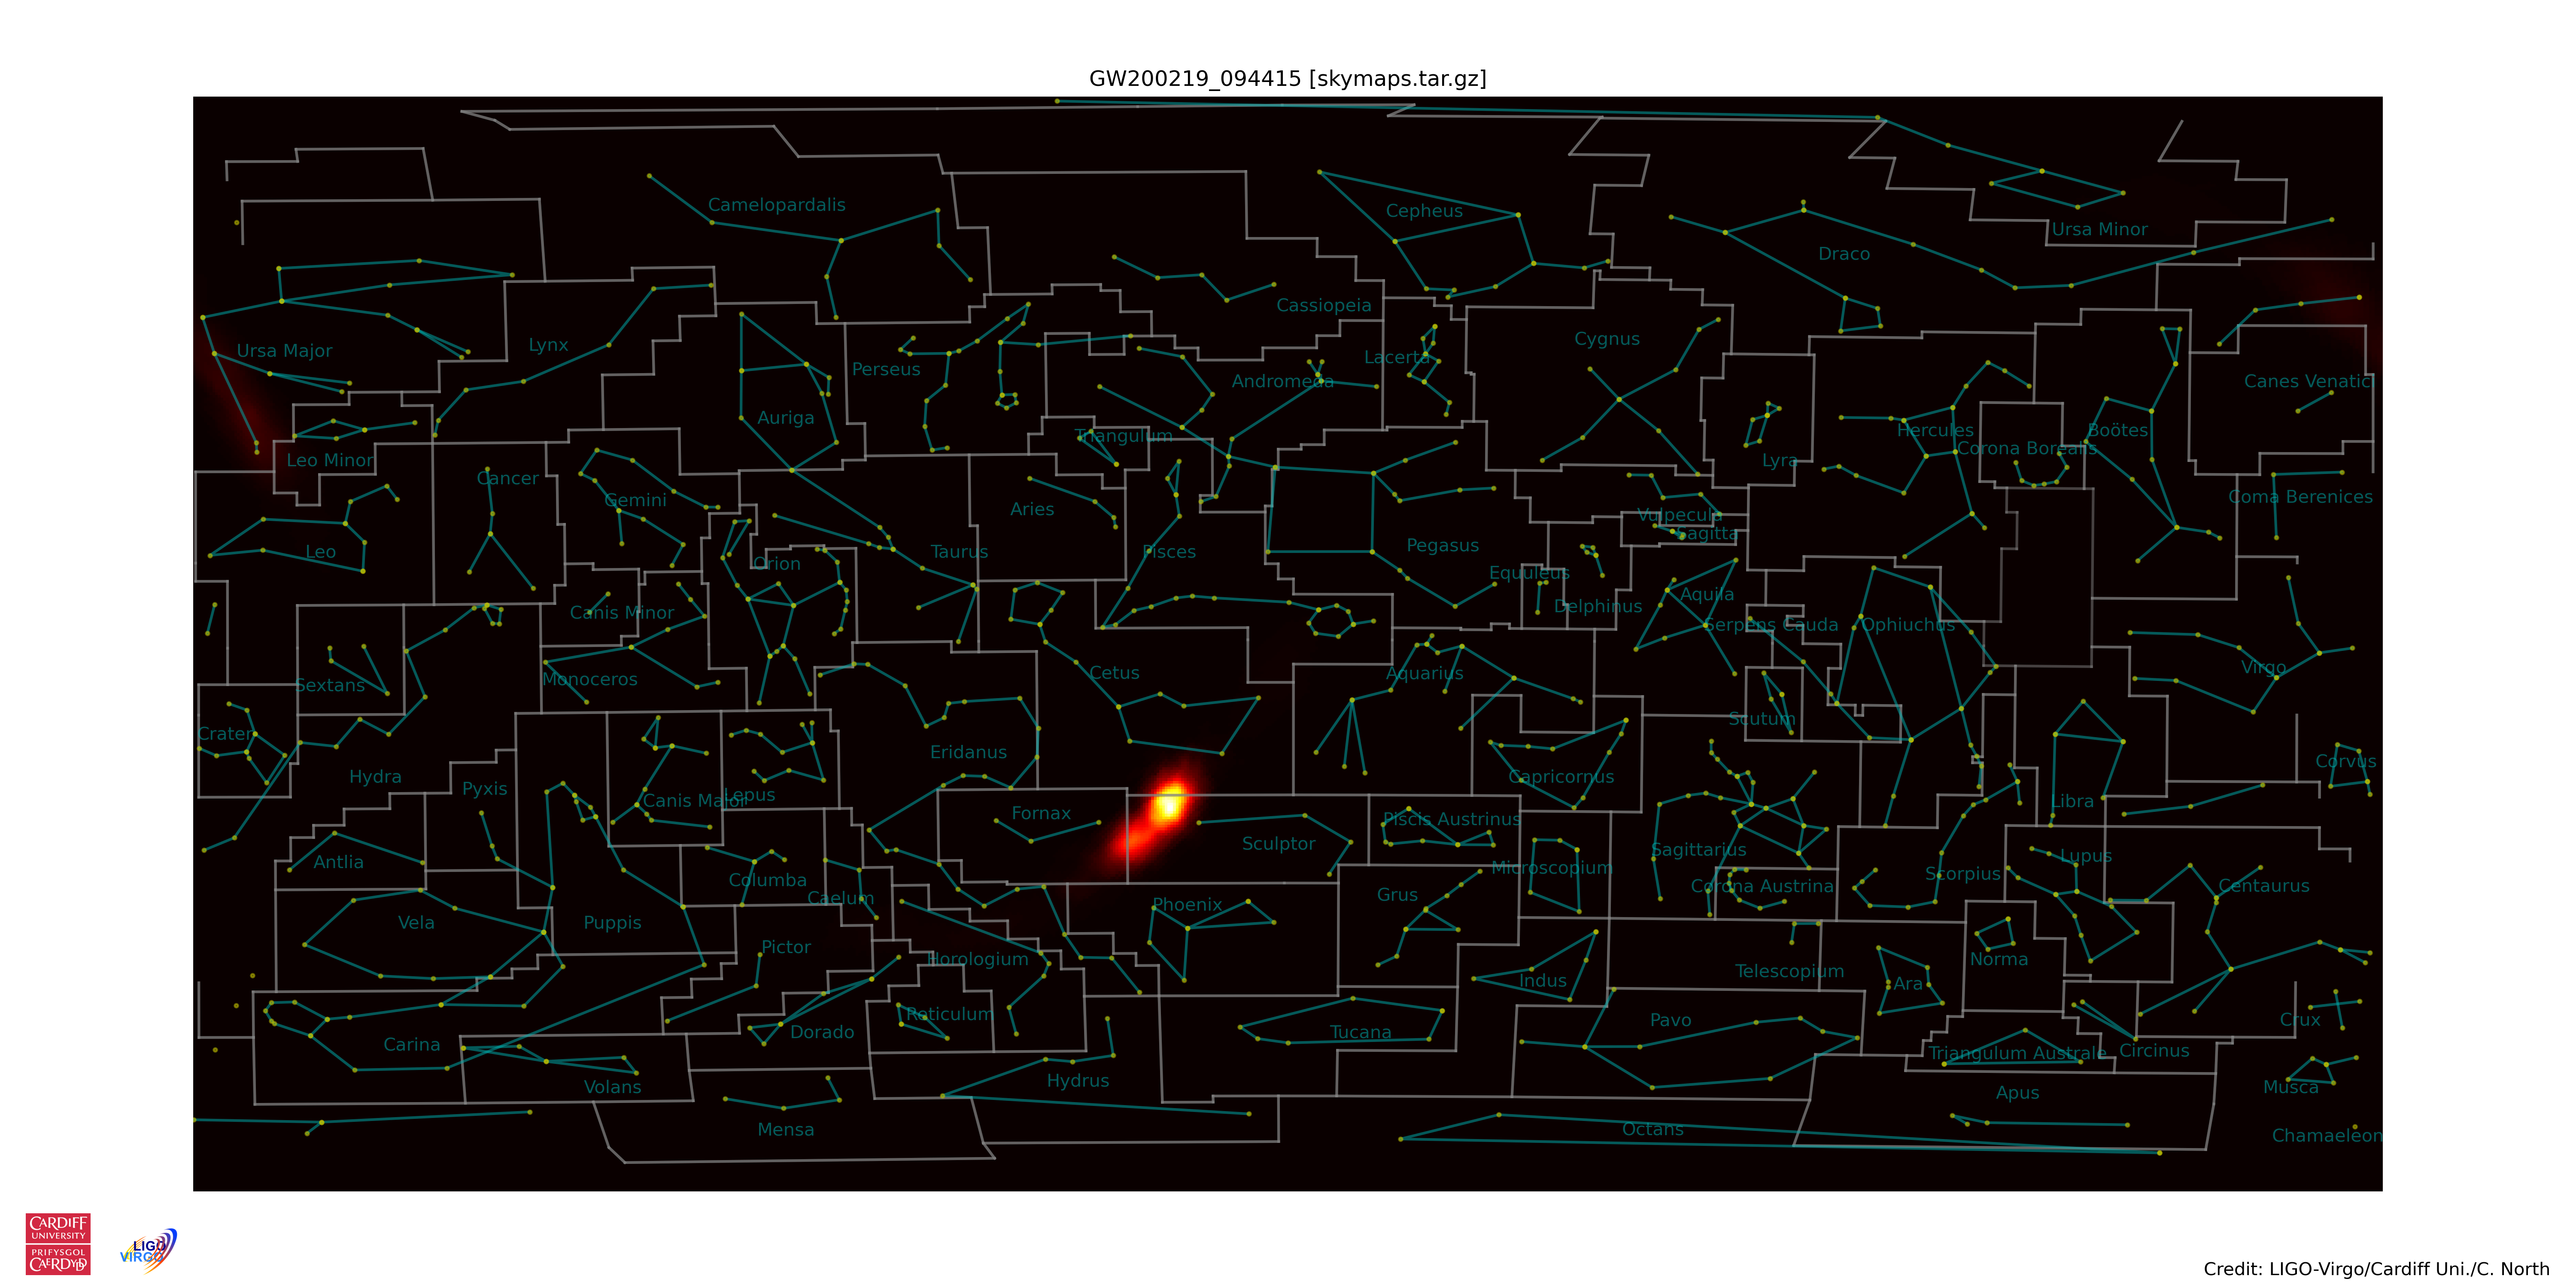 GW200219_094415 [skymaps.tar.gz]
Camelopardalis
Cepheus
Ursa Minor
Draco
Cassiopeia
Cygnus
Ursa Major
Lynx
Perseus
Lacerta
Andromeda
Canes Venatici
Auriga
Triangulum
Hercules
Boötes
Corona Borealis
Leo Minor
Lyra
Cancer
Gemini
Coma Berenices
Aries
Vulpecula
Sagitta
Leo
Orion
Taurus
Pisces
Pegasus
Equuleus
Canis Minor
Delphinus
Aquila
Serpens Cauda
Ophiuchus
Sextans
Monoceros
Cetus
Aquarius
Virgo
Crater
Scutum
Hydra
Eridanus
Capricornus
Corvus
Pyxis
Canis Major
Lepus
Libra
Fornax
Piscis Austrinus
Antlia
Sculptor
Sagittarius
Lupus
Microscopium
Columba
Corona Austrina
Scorpius
Centaurus
Caelum
Grus
Phoenix
Vela
Puppis
Pictor
Horologium
Telescopium
Norma
Indus
Ara
Reticulum
Pavo
Crux
Carina
Dorado
Tucana
Triangulum Australe
Circinus
Volans
Hydrus
Musca
Apus
Mensa
Octans
Chamaeleon
CARDIFF
UNIVERSITY
PRIFYSGOL
CAERDYDD
LIGO
VIRGO
Credit: LIGO-Virgo/Cardiff Uni./C. North